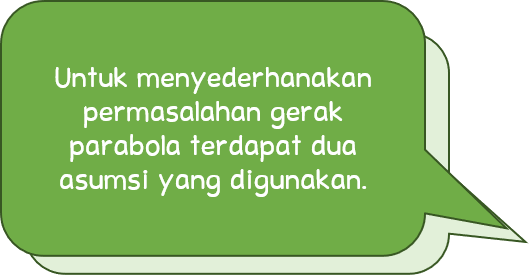 Untuk menyederhanakan
permasalahan gerak
parabola terdapat dua
asumsi yang digunakan.